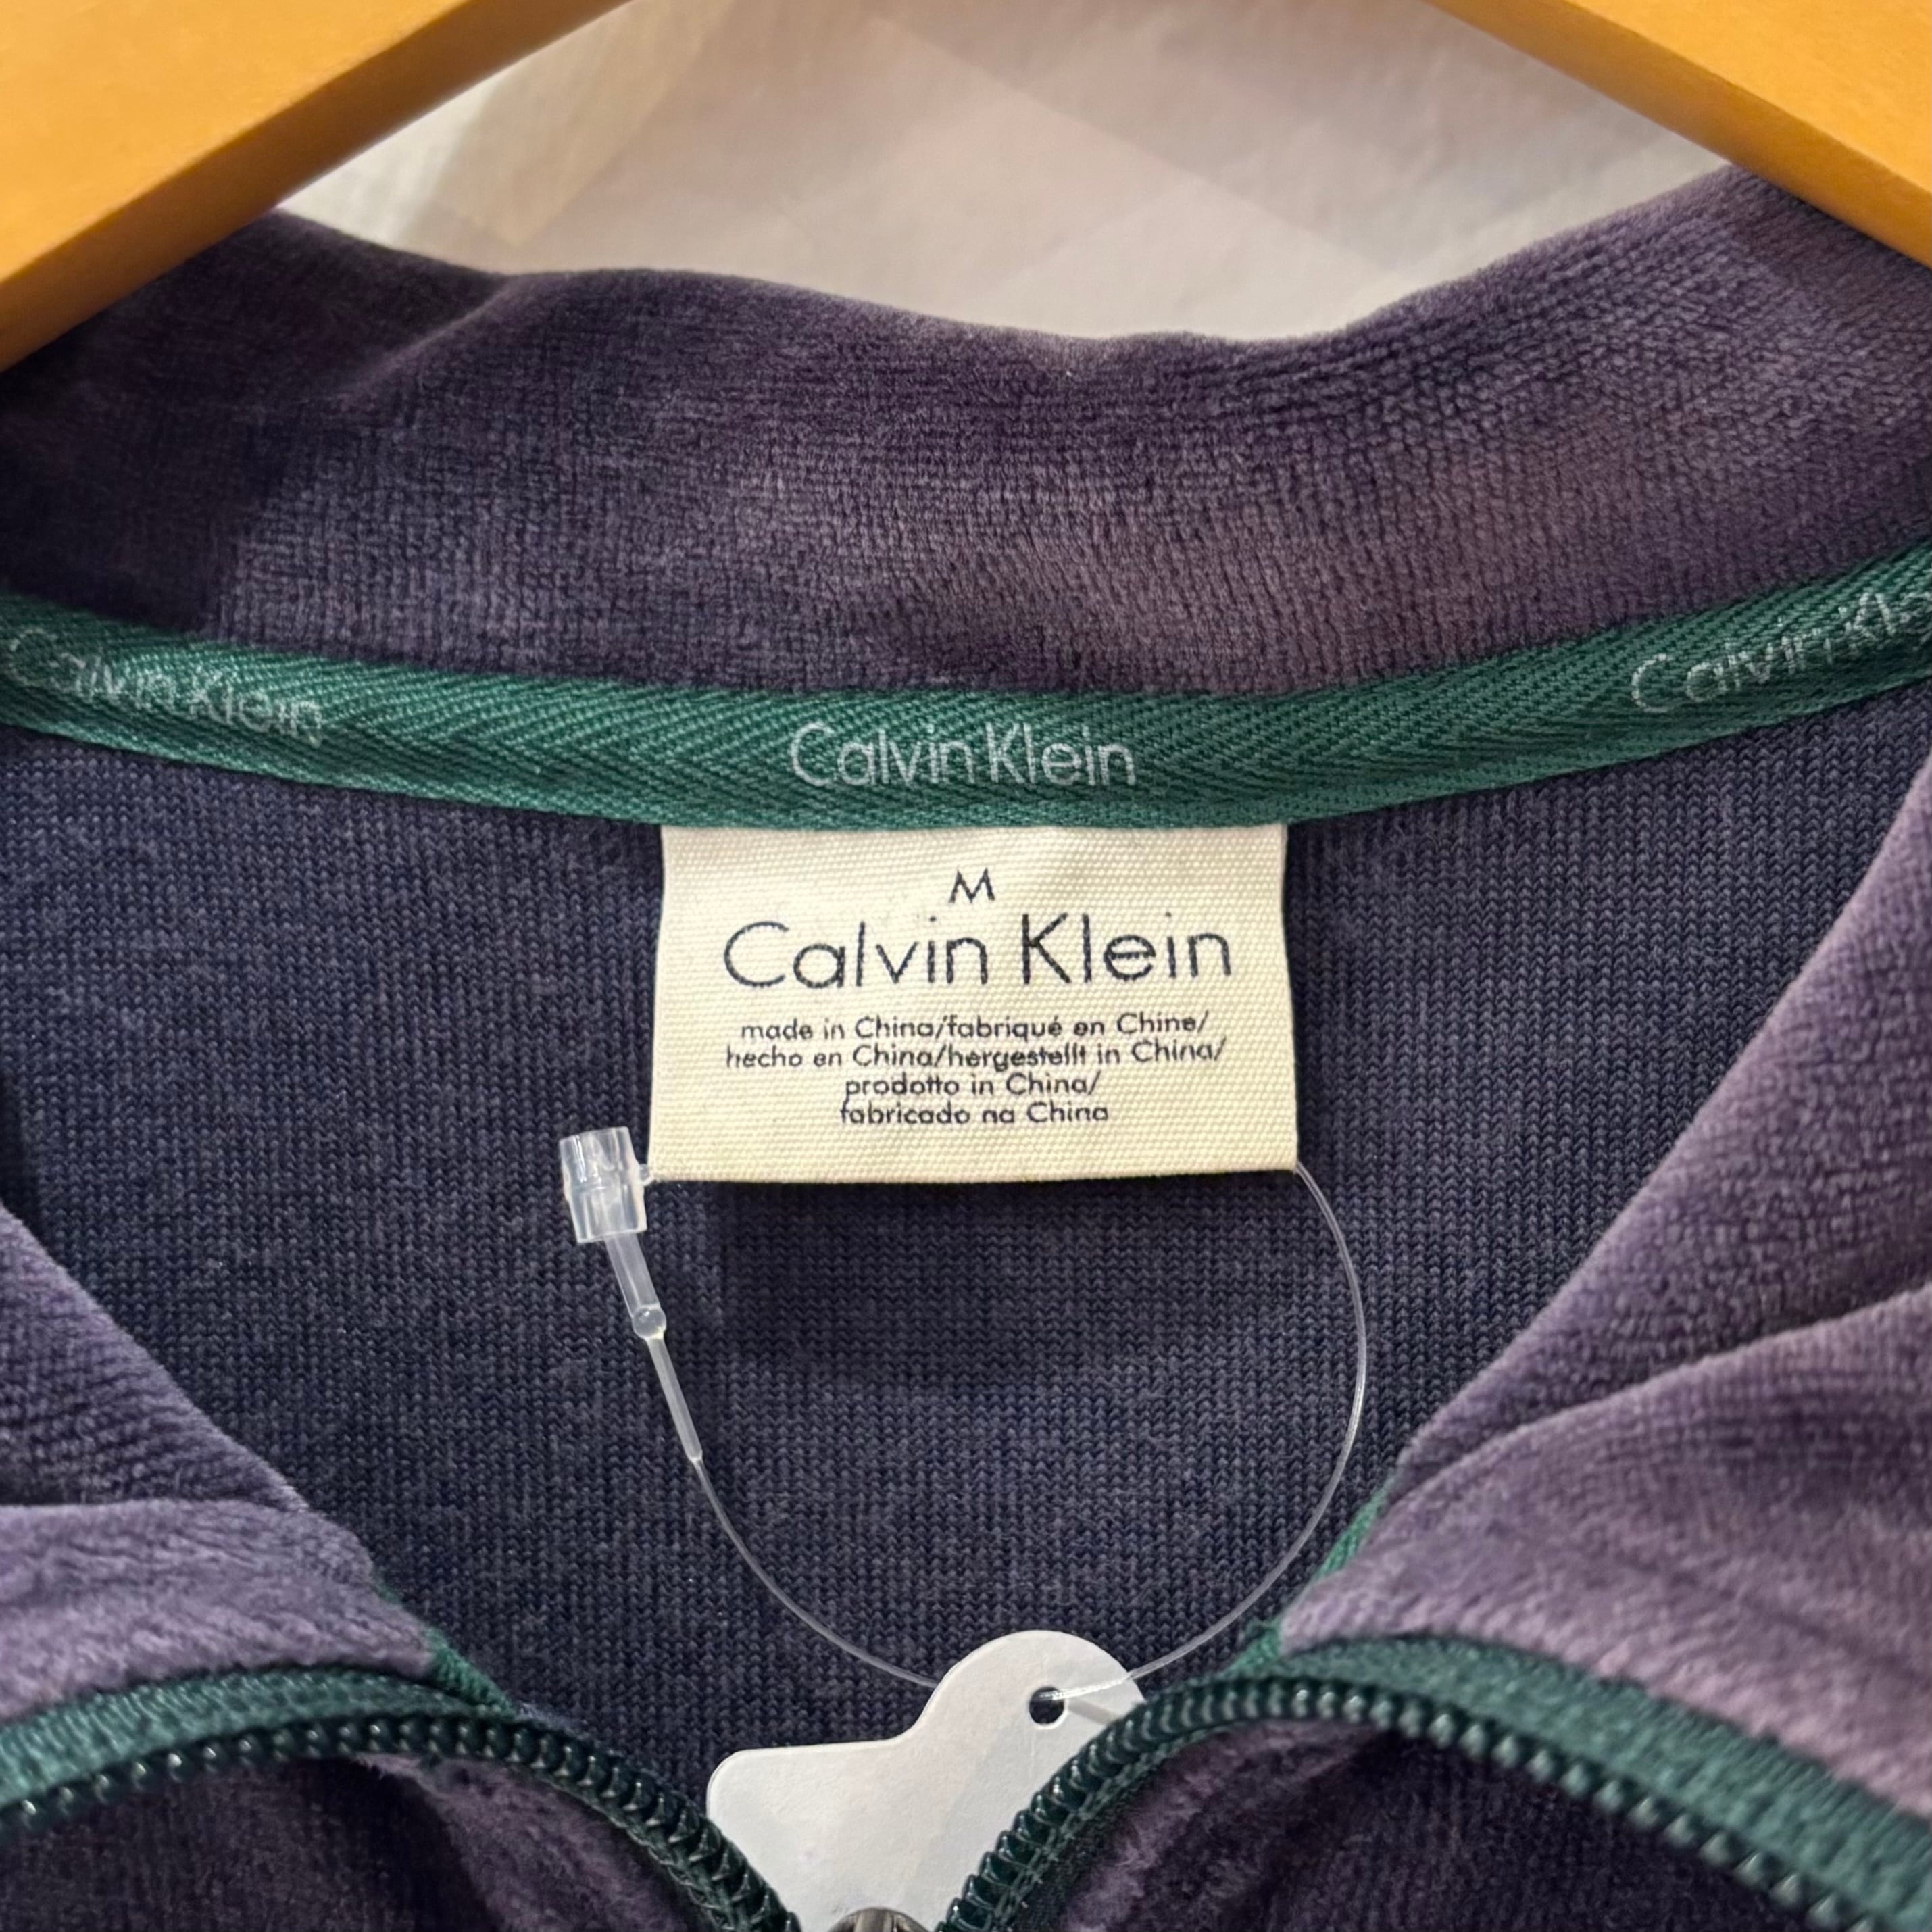 Calvin Klein
Calvin Klein
Calvin Kle
M
Calvin Klein
made in China/fabriqué en Chine/
hecho en China/hergestellt in China/
prodotto in China/
fabricado na China